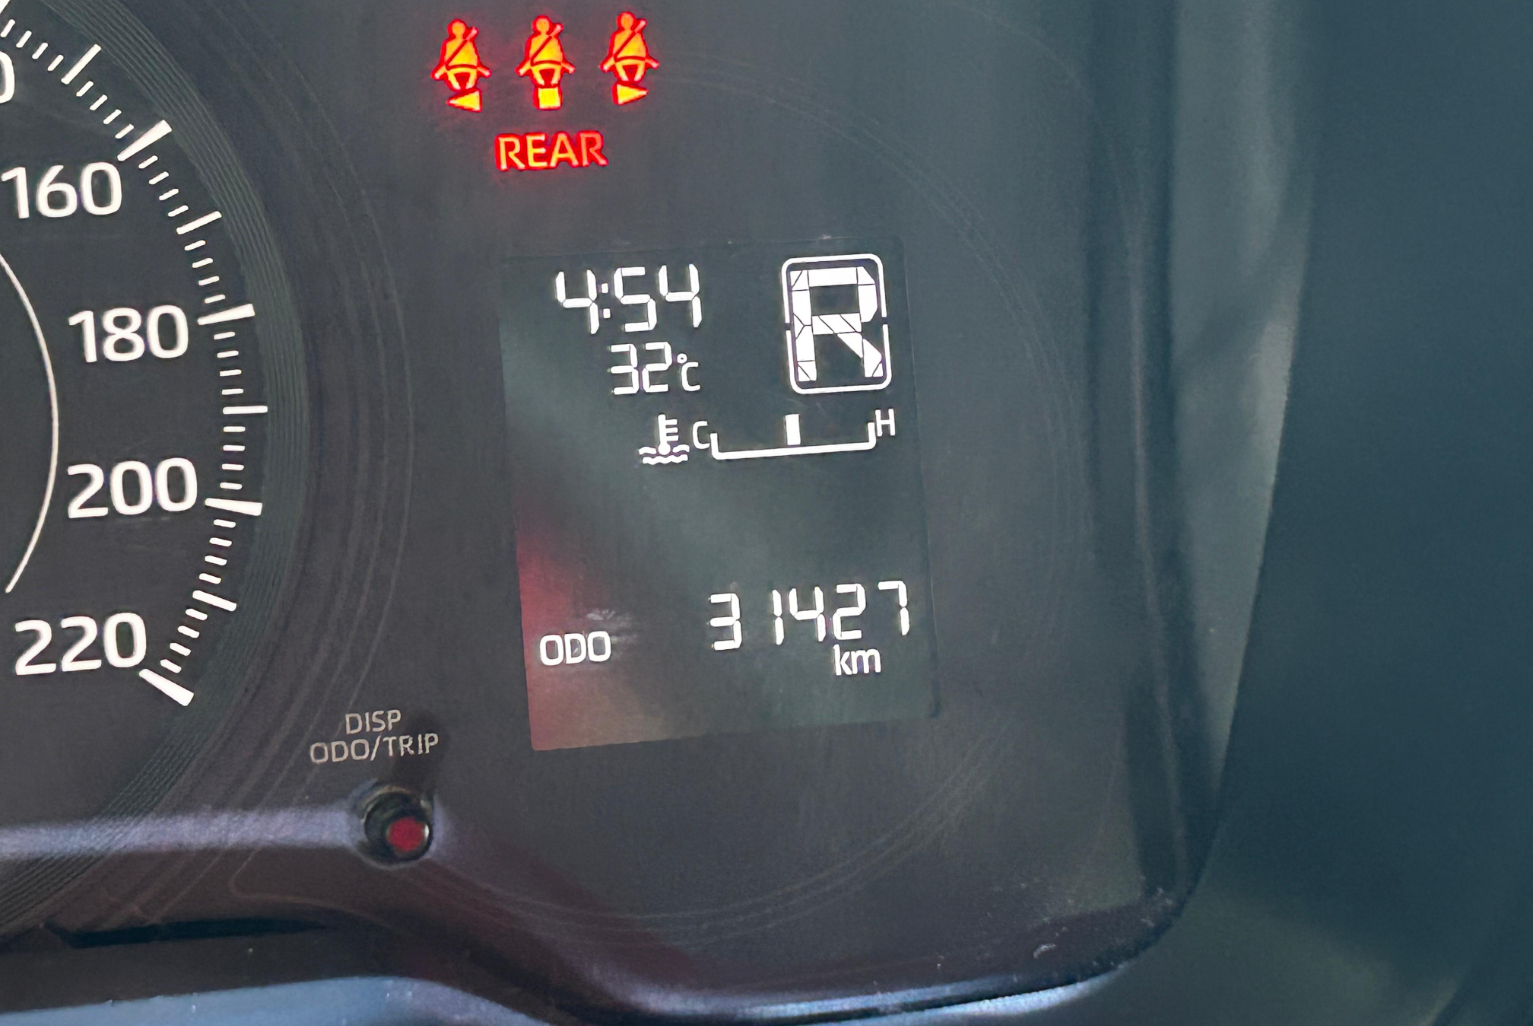 REAR
160
180
200
220
4:54
R
32°C
C H
ODO 31427
km
DISP
ODO/TRIP